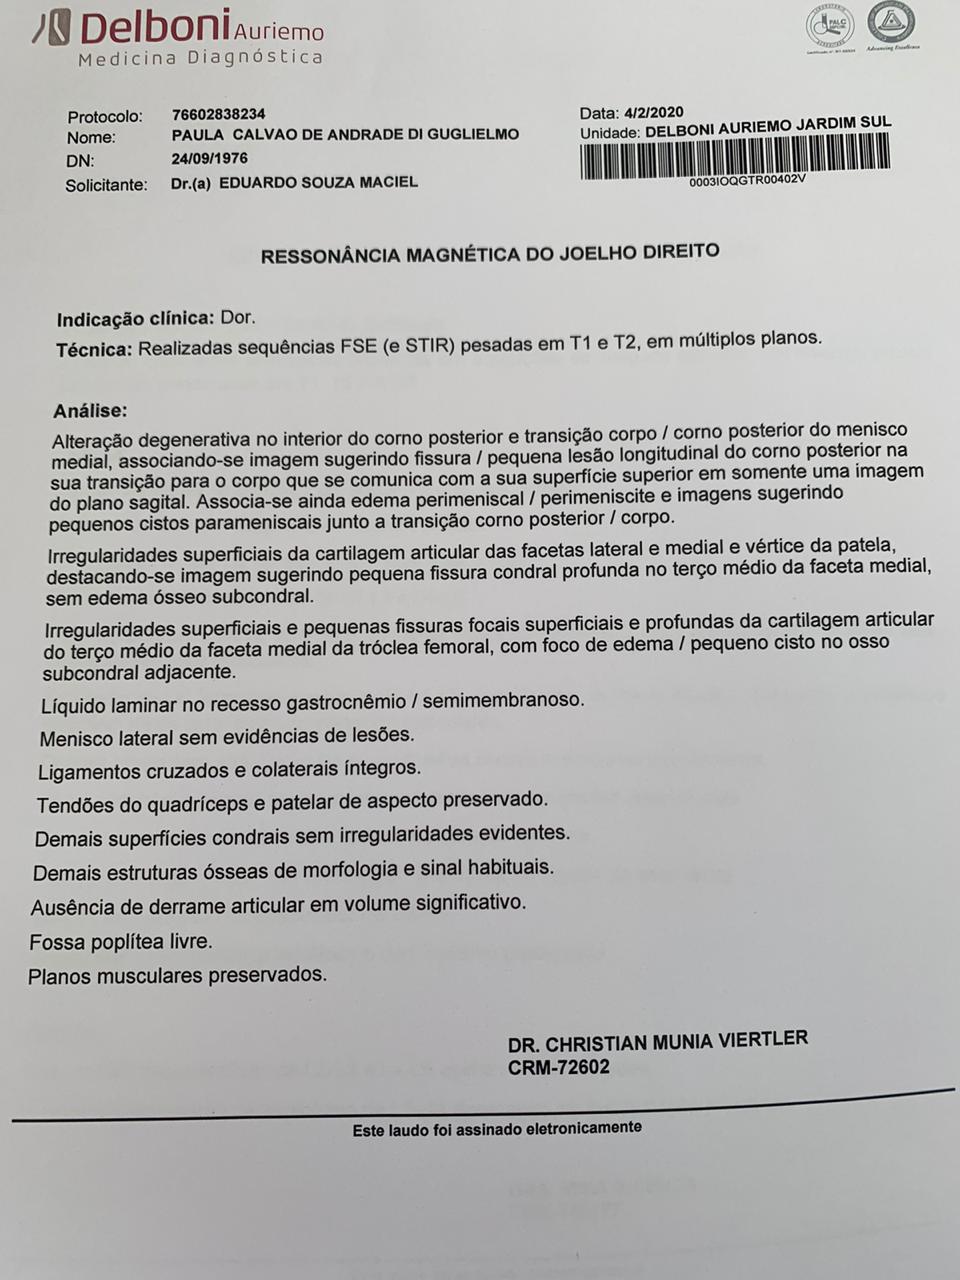 Delboni Auriemo
Medicina Diagnóstica
PALC
Advancing Excellence
Protocolo: 76602838234
Nome: PAULA CALVAO DE ANDRADE DI GUGLIELMO
DN: 24/09/1976
Solicitante: Dr.(a) EDUARDO SOUZA MACIEL
Data: 4/2/2020
Unidade: DELBONI AURIEMO JARDIM SUL
0003IOQGTR00402V
RESSONÂNCIA MAGNÉTICA DO JOELHO DIREITO
Indicação clínica: Dor.
Técnica: Realizadas sequências FSE (e STIR) pesadas em T1 e T2, em múltiplos planos.
Análise:
Alteração degenerativa no interior do corno posterior e transição corpo / corno posterior do menisco
medial, associando-se imagem sugerindo fissura / pequena lesão longitudinal do corno posterior na
sua transição para o corpo que se comunica com a sua superfície superior em somente uma imagem
do plano sagital. Associa-se ainda edema perimeniscal / perimeniscite e imagens sugerindo
pequenos cistos parameniscais junto a transição corno posterior / corpo.
Irregularidades superficiais da cartilagem articular das facetas lateral e medial e vértice da patela,
destacando-se imagem sugerindo pequena fissura condral profunda no terço médio da faceta medial,
sem edema ósseo subcondral.
Irregularidades superficiais e pequenas fissuras focais superficiais e profundas da cartilagem articular
do terço médio da faceta medial da tróclea femoral, com foco de edema / pequeno cisto no osso
subcondral adjacente.
Líquido laminar no recesso gastrocnêmio / semimembranoso.
Menisco lateral sem evidências de lesões.
Ligamentos cruzados e colaterais íntegros.
Tendões do quadríceps e patelar de aspecto preservado.
Demais superfícies condrais sem irregularidades evidentes.
Demais estruturas ósseas de morfologia e sinal habituais.
Ausência de derrame articular em volume significativo.
Fossa poplítea livre.
Planos musculares preservados.
DR. CHRISTIAN MUNIA VIERTLER
CRM-72602
Este laudo foi assinado eletronicamente